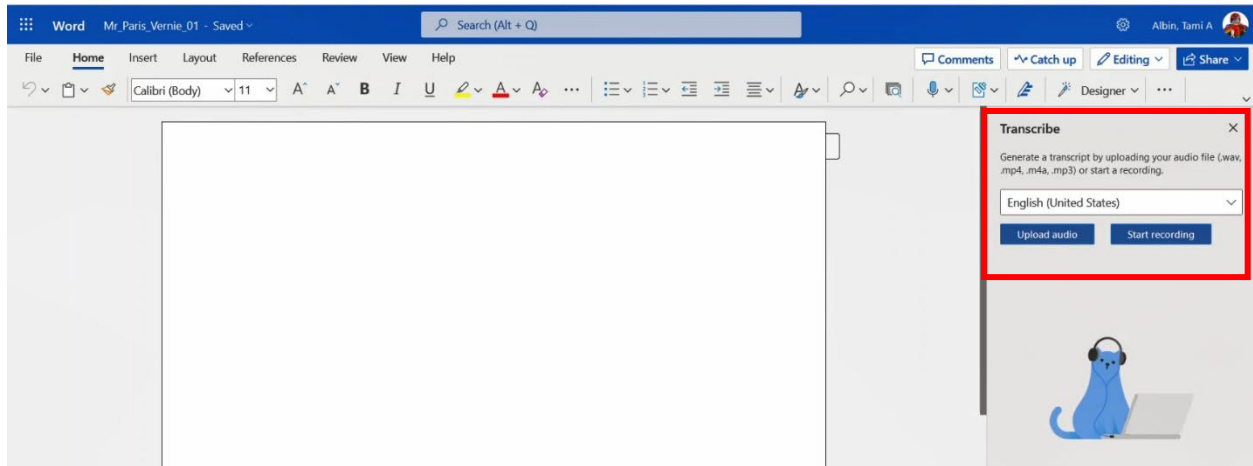 Word Mr_Paris_Vernie_01 - Saved Search (Alt + Q) Albin, Tami A
File Home Insert Layout References Review View Help Comments Catch up Editing Share
Calibri (Body) 11 A A B I U A A Designer
Transcribe
Generate a transcript by uploading your audio file (.wav,
.mp4, .m4a, .mp3) or start a recording.
English (United States)
Upload audio Start recording